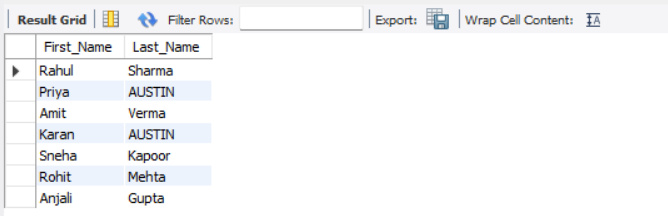 Result Grid Filter Rows: Export: Wrap Cell Content: IA
First_Name Last_Name
Rahul Sharma
Priya AUSTIN
Amit Verma
Karan AUSTIN
Sneha Kapoor
Rohit Mehta
Anjali Gupta